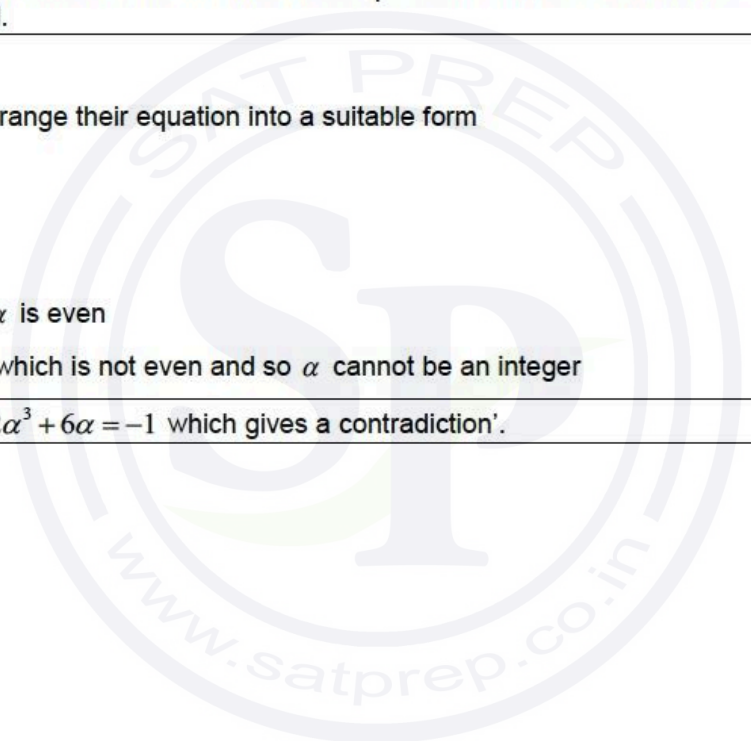 .
range their equation into a suitable form
α is even
which is not even and so α cannot be an integer
α³ + 6α = −1 which gives a contradiction’.
SAT PREP
SP
www.satprep.co.in